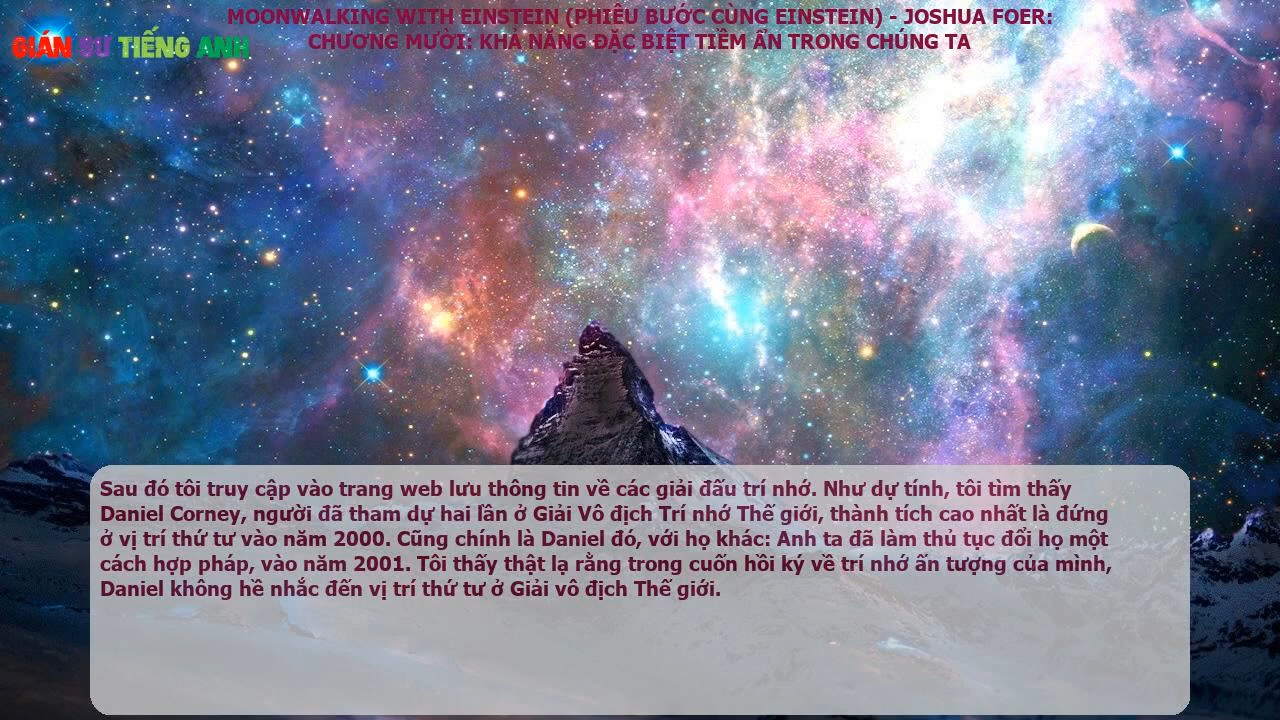 MOONWALKING WITH EINSTEIN (PHIÊU BƯỚC CÙNG EINSTEIN) - JOSHUA FOER:
CHƯƠNG MƯỜI: KHẢ NĂNG ĐẶC BIỆT TIỀM ẨN TRONG CHÚNG TA
GIÁN SƯ TIẾNG ANH
Sau đó tôi truy cập vào trang web lưu thông tin về các giải đấu trí nhớ. Như dự tính, tôi tìm thấy
Daniel Corney, người đã tham dự hai lần ở Giải Vô địch Trí nhớ Thế giới, thành tích cao nhất là đứng
ở vị trí thứ tư vào năm 2000. Cũng chính là Daniel đó, với họ khác: Anh ta đã làm thủ tục đổi họ một
cách hợp pháp, vào năm 2001. Tôi thấy thật lạ rằng trong cuốn hồi ký về trí nhớ ấn tượng của mình,
Daniel không hề nhắc đến vị trí thứ tư ở Giải vô địch Thế giới.